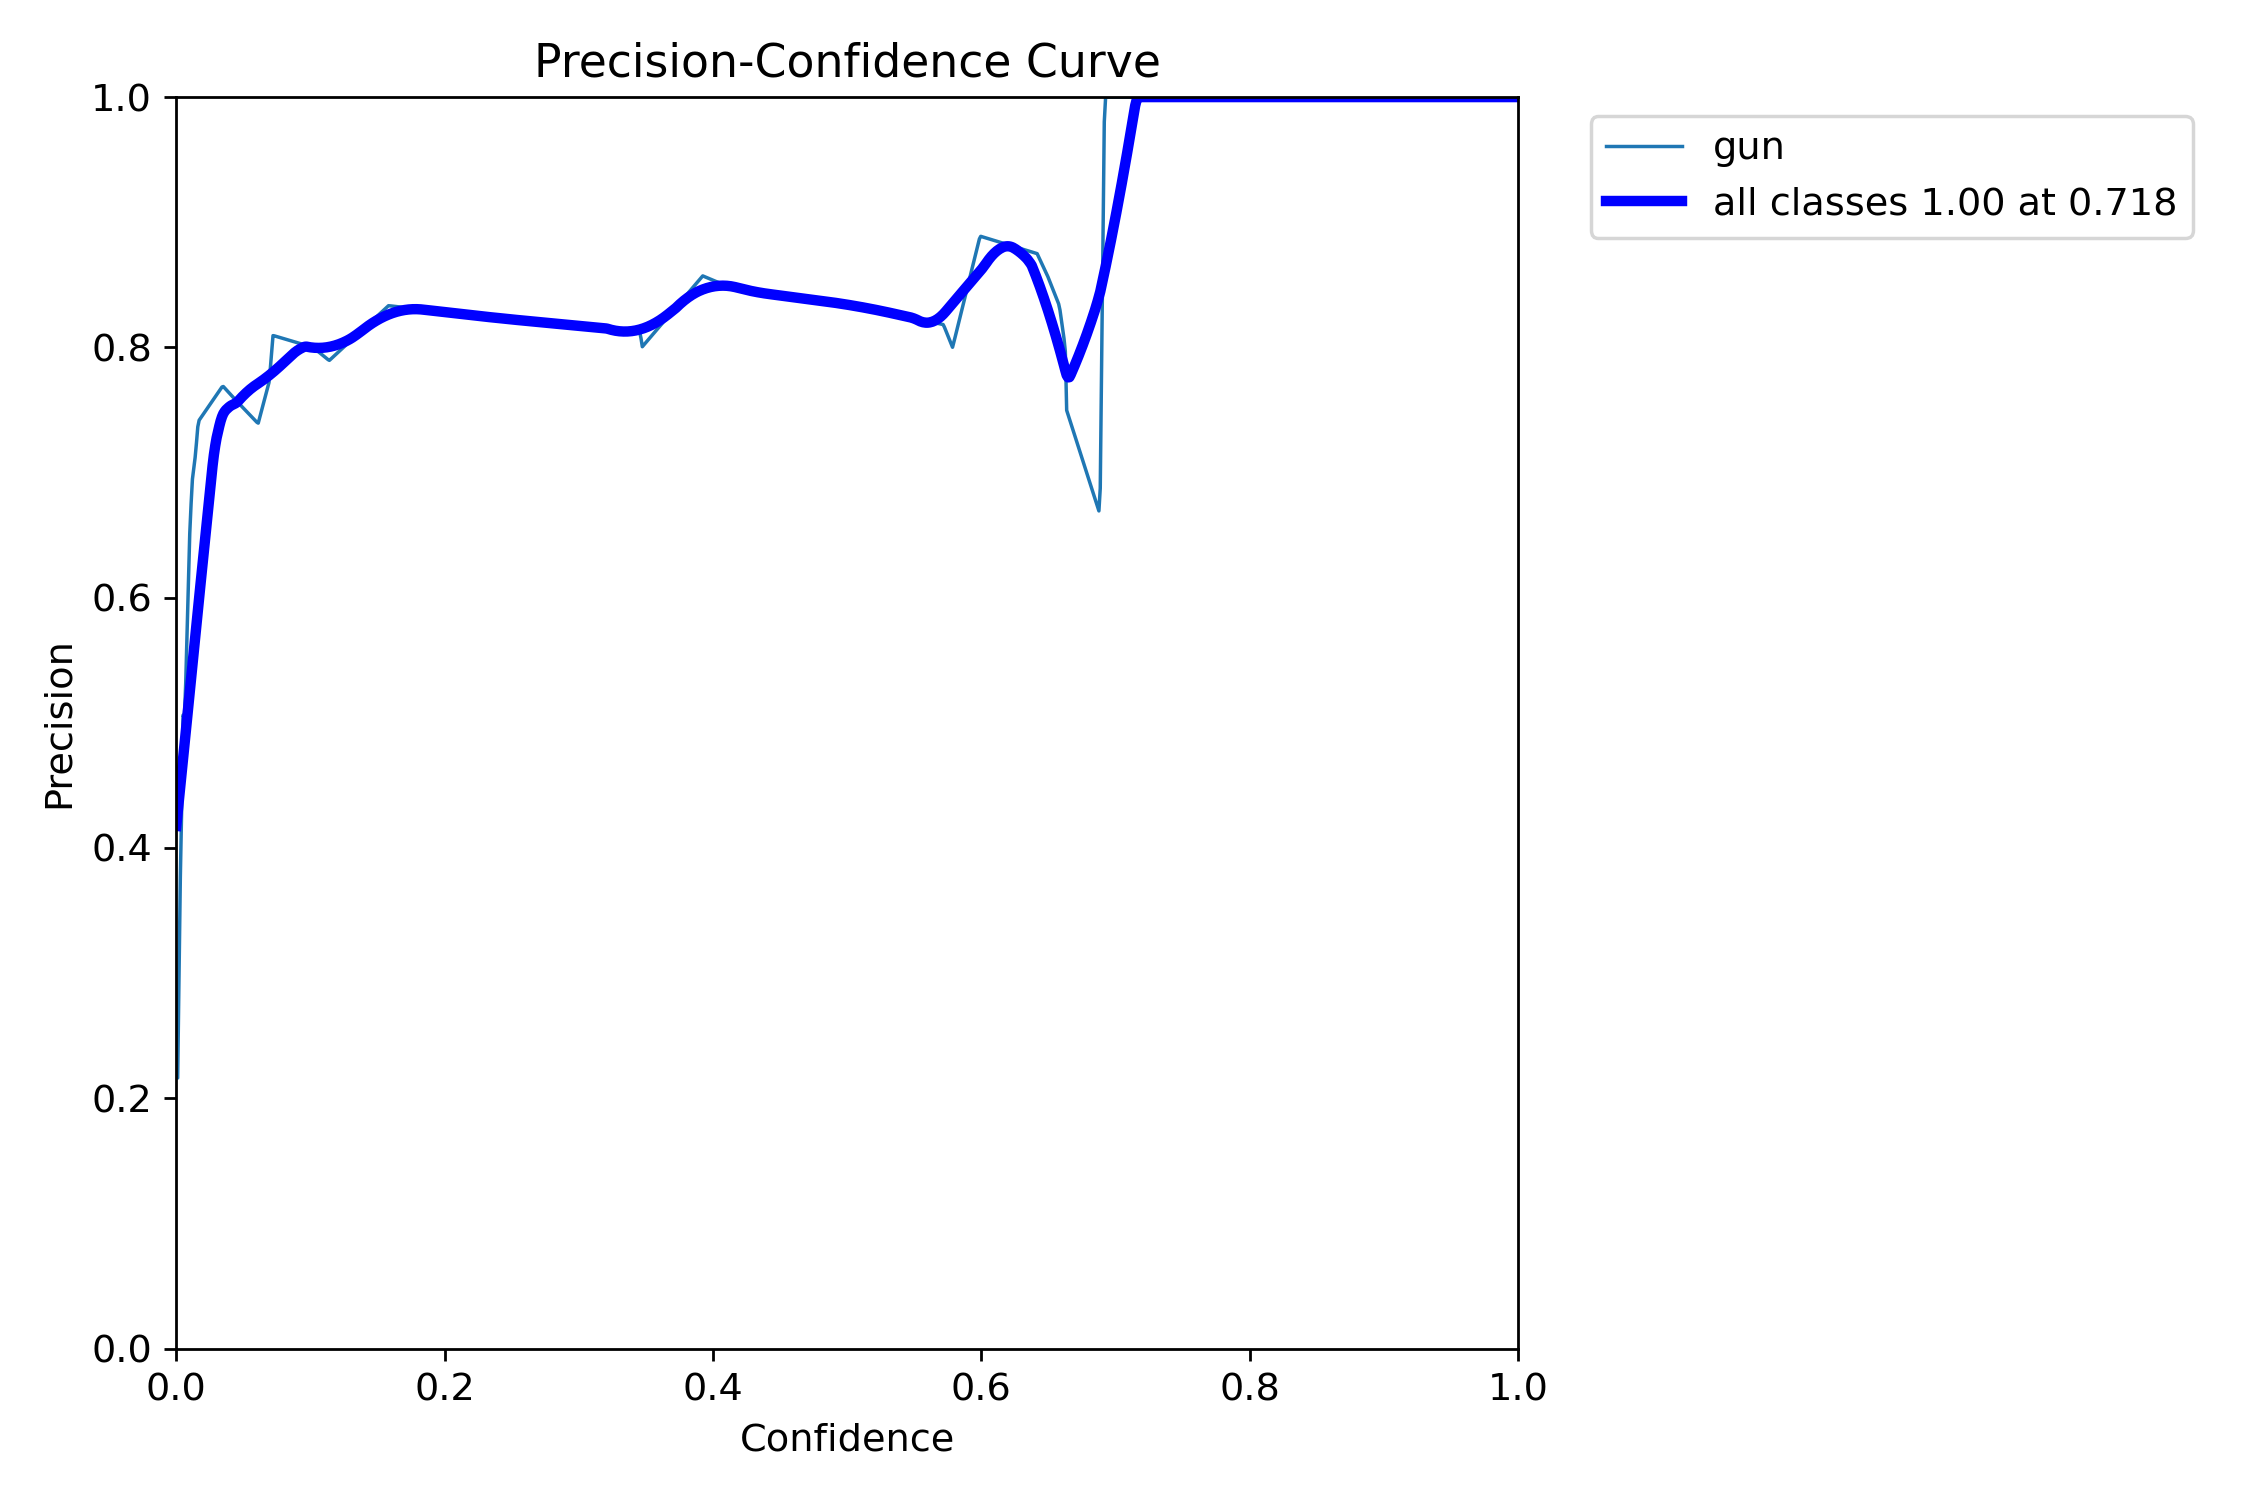 Precision-Confidence Curve
1.0
0.8
0.6
0.4
0.2
0.0
Precision
0.0 0.2 0.4 0.6 0.8 1.0
Confidence
gun
all classes 1.00 at 0.718